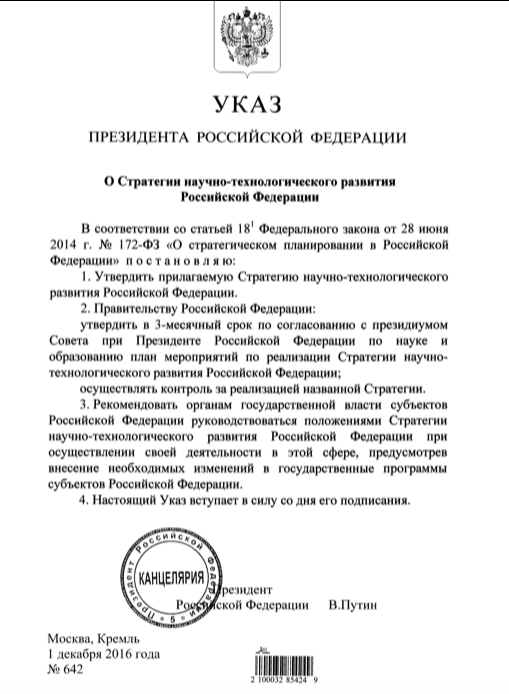 УКАЗ
ПРЕЗИДЕНТА РОССИЙСКОЙ ФЕДЕРАЦИИ
О Стратегии научно-технологического развития
Российской Федерации
В соответствии со статьей 18¹ Федерального закона от 28 июня
2014 г. № 172-ФЗ «О стратегическом планировании в Российской
Федерации» п о с т а н о в л я ю:
1. Утвердить прилагаемую Стратегию научно-технологического
развития Российской Федерации.
2. Правительству Российской Федерации:
утвердить в 3-месячный срок по согласованию с президиумом
Совета при Президенте Российской Федерации по науке и
образованию план мероприятий по реализации Стратегии научно-
технологического развития Российской Федерации;
осуществлять контроль за реализацией названной Стратегии.
3. Рекомендовать органам государственной власти субъектов
Российской Федерации руководствоваться положениями Стратегии
научно-технологического развития Российской Федерации при
осуществлении своей деятельности в этой сфере, предусмотрев
внесение необходимых изменений в государственные программы
субъектов Российской Федерации.
4. Настоящий Указ вступает в силу со дня его подписания.
Президент Российской Федерации
* 5 *
КАНЦЕЛЯРИЯ
Президент
Российской Федерации В.Путин
Москва, Кремль
1 декабря 2016 года
№ 642
2 100032 85424 9